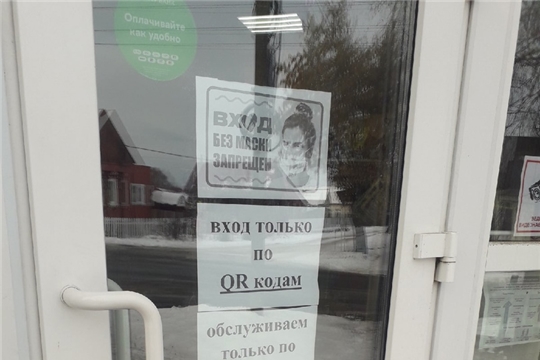 Оплачивайте
как удобно
ВХОД
БЕЗ МАСКИ
ЗАПРЕЩЕН
ВХОД ТОЛЬКО
ПО
QR кодам
обслуживаем
только по